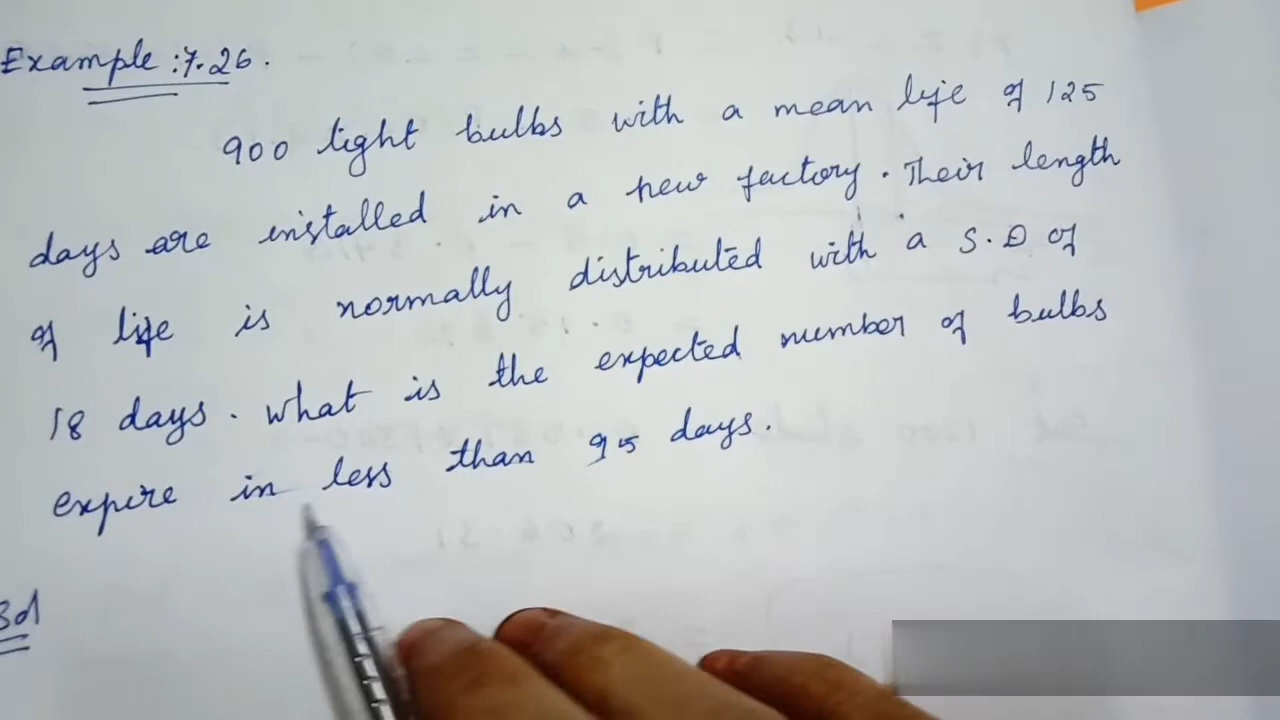 Example :7.26.
900 light bulbs with a mean life of 125
days are installed in a new factory. Their length
of life is normally distributed with a S.D of
18 days. What is the expected number of bulbs
expire in less than 95 days.
Sol